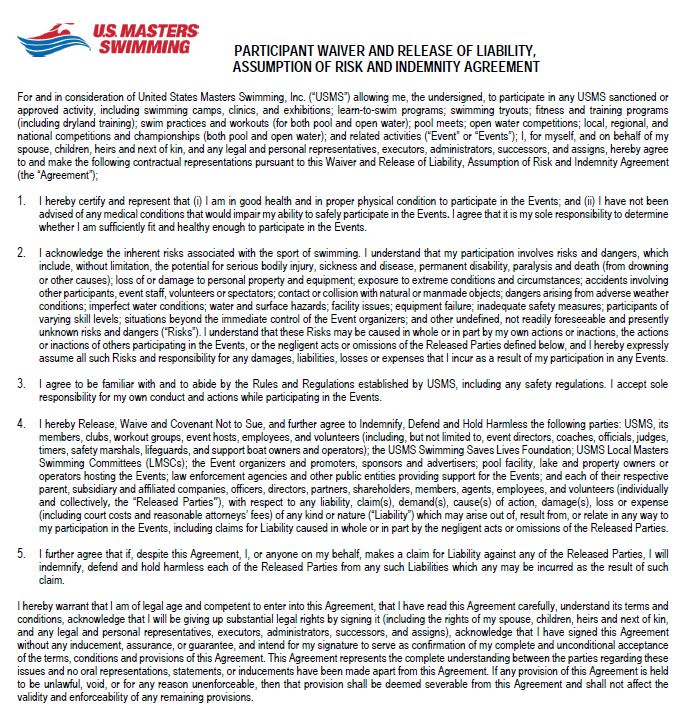 U.S. MASTERS
SWIMMING
PARTICIPANT WAIVER AND RELEASE OF LIABILITY,
ASSUMPTION OF RISK AND INDEMNITY AGREEMENT
For and in consideration of United States Masters Swimming, Inc. (“USMS”) allowing me, the undersigned, to participate in any USMS sanctioned or
approved activity, including swimming camps, clinics, and exhibitions; learn-to-swim programs; swimming tryouts; fitness and training programs
(including dryland training); swim practices and workouts (for both pool and open water); pool meets; open water competitions; local, regional, and
national competitions and championships (both pool and open water); and related activities (“Event” or “Events”); I, for myself, and on behalf of my
spouse, children, heirs and next of kin, and any legal and personal representatives, executors, administrators, successors, and assigns, hereby agree
to and make the following contractual representations pursuant to this Waiver and Release of Liability, Assumption of Risk and Indemnity Agreement
(the “Agreement”);
1. I hereby certify and represent that (i) I am in good health and in proper physical condition to participate in the Events; and (ii) I have not been
advised of any medical conditions that would impair my ability to safely participate in the Events. I agree that it is my sole responsibility to determine
whether I am sufficiently fit and healthy enough to participate in the Events.
2. I acknowledge the inherent risks associated with the sport of swimming. I understand that my participation involves risks and dangers, which
include, without limitation, the potential for serious bodily injury, sickness and disease, permanent disability, paralysis and death (from drowning
or other causes); loss of or damage to personal property and equipment; exposure to extreme conditions and circumstances; accidents involving
other participants, event staff, volunteers or spectators; contact or collision with natural or manmade objects; dangers arising from adverse weather
conditions; imperfect water conditions; water and surface hazards; facility issues; equipment failure; inadequate safety measures; participants of
varying skill levels; situations beyond the immediate control of the Event organizers; and other undefined, not readily foreseeable and presently
unknown risks and dangers (“Risks”). I understand that these Risks may be caused in whole or in part by my own actions or inactions, the actions
or inactions of others participating in the Events, or the negligent acts or omissions of the Released Parties defined below, and I hereby expressly
assume all such Risks and responsibility for any damages, liabilities, losses or expenses that I incur as a result of my participation in any Events.
3. I agree to be familiar with and to abide by the Rules and Regulations established by USMS, including any safety regulations. I accept sole
responsibility for my own conduct and actions while participating in the Events.
4. I hereby Release, Waive and Covenant Not to Sue, and further agree to Indemnify, Defend and Hold Harmless the following parties: USMS, its
members, clubs, workout groups, event hosts, employees, and volunteers (including, but not limited to, event directors, coaches, officials, judges,
timers, safety marshals, lifeguards, and support boat owners and operators); the USMS Swimming Saves Lives Foundation; USMS Local Masters
Swimming Committees (LMSCs); the Event organizers and promoters, sponsors and advertisers; pool facility, lake and property owners or
operators hosting the Events; law enforcement agencies and other public entities providing support for the Events; and each of their respective
parent, subsidiary and affiliated companies, officers, directors, partners, shareholders, members, agents, employees, and volunteers (individually
and collectively, the “Released Parties”), with respect to any liability, claim(s), demand(s), cause(s) of action, damage(s), loss or expense
(including court costs and reasonable attorneys’ fees) of any kind or nature (“Liability”) which may arise out of, result from, or relate in any way to
my participation in the Events, including claims for Liability caused in whole or in part by the negligent acts or omissions of the Released Parties.
5. I further agree that if, despite this Agreement, I, or anyone on my behalf, makes a claim for Liability against any of the Released Parties, I will
indemnify, defend and hold harmless each of the Released Parties from any such Liabilities which any may be incurred as the result of such
claim.
I hereby warrant that I am of legal age and competent to enter into this Agreement, that I have read this Agreement carefully, understand its terms and
conditions, acknowledge that I will be giving up substantial legal rights by signing it (including the rights of my spouse, children, heirs and next of kin,
and any legal and personal representatives, executors, administrators, successors, and assigns), acknowledge that I have signed this Agreement
without any inducement, assurance, or guarantee, and intend for my signature to serve as confirmation of my complete and unconditional acceptance
of the terms, conditions and provisions of this Agreement. This Agreement represents the complete understanding between the parties regarding these
issues and no oral representations, statements, or inducements have been made apart from this Agreement. If any provision of this Agreement is held
to be unlawful, void, or for any reason unenforceable, then that provision shall be deemed severable from this Agreement and shall not affect the
validity and enforceability of any remaining provisions.